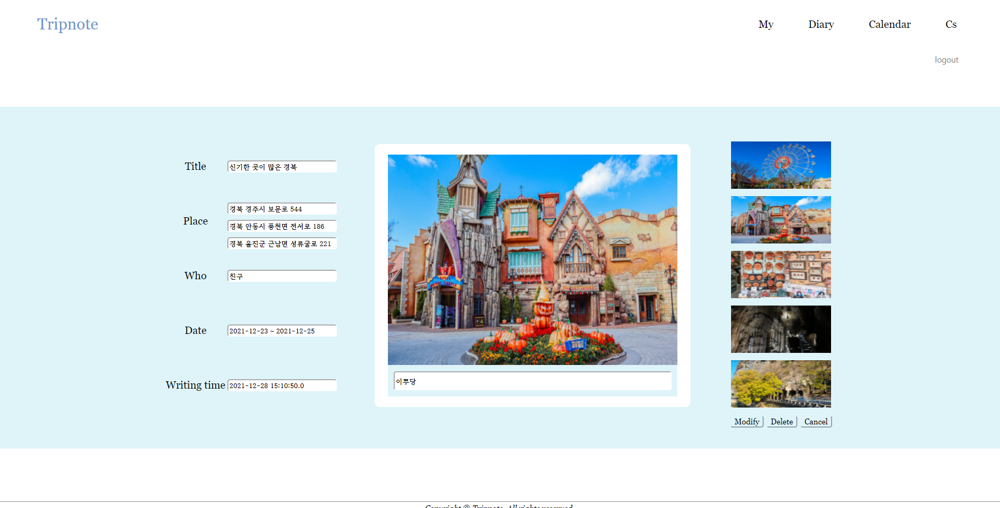 Tripnote
My Diary Calendar Cs
logout
Title 신기한 곳이 많은 경북
Place
경북 경주시 보문로 544
경북 안동시 풍천면 전서로 186
경북 울진군 근남면 성류굴로 221
Who 친구
Date 2021-12-23 ~ 2021-12-25
Writing time 2021-12-28 15:10:50.0
이뿌당
Modify Delete Cancel
Copyright © Tripnote. All rights reserved.